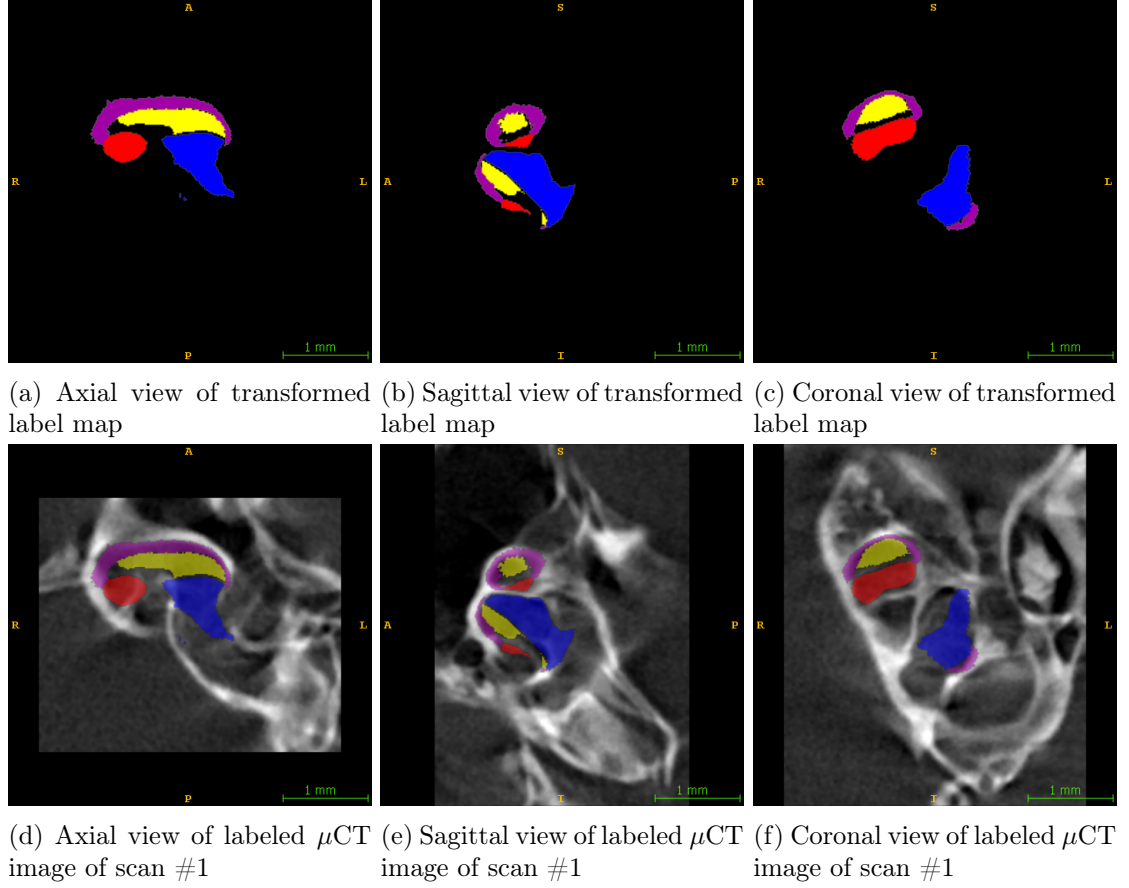 A
S
S
R
L
A
P
R
L
1 mm
1 mm
1 mm
P
I
I
(a) Axial view of transformed
label map
(b) Sagittal view of transformed
label map
(c) Coronal view of transformed
label map
A
S
S
R
L
A
P
R
L
1 mm
1 mm
1 mm
P
I
I
(d) Axial view of labeled μCT
image of scan #1
(e) Sagittal view of labeled μCT
image of scan #1
(f) Coronal view of labeled μCT
image of scan #1